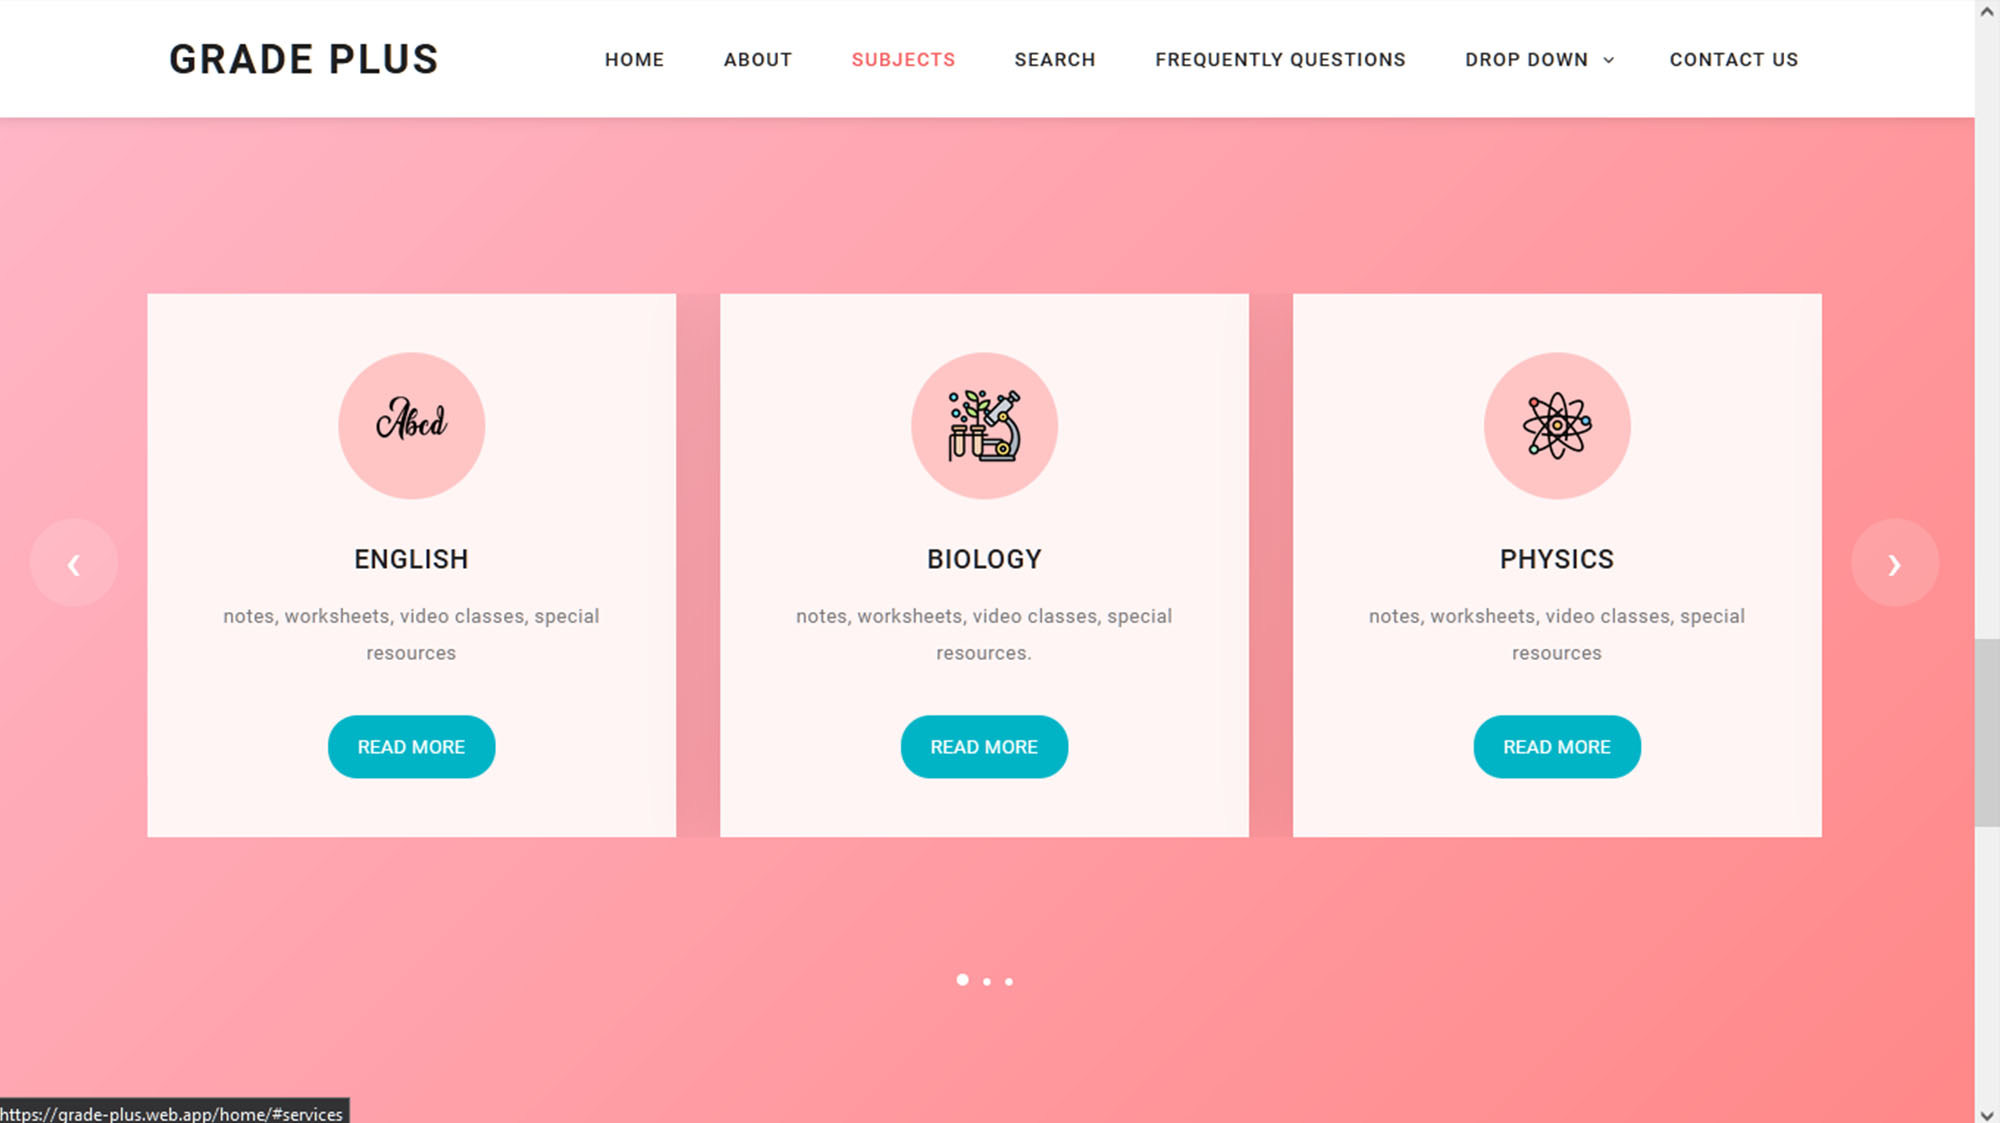 GRADE PLUS
HOME ABOUT SUBJECTS SEARCH FREQUENTLY QUESTIONS DROP DOWN CONTACT US
Abcd
ENGLISH
notes, worksheets, video classes, special
resources
READ MORE
BIOLOGY
notes, worksheets, video classes, special
resources.
READ MORE
PHYSICS
notes, worksheets, video classes, special
resources
READ MORE
https://grade-plus.web.app/home/#services